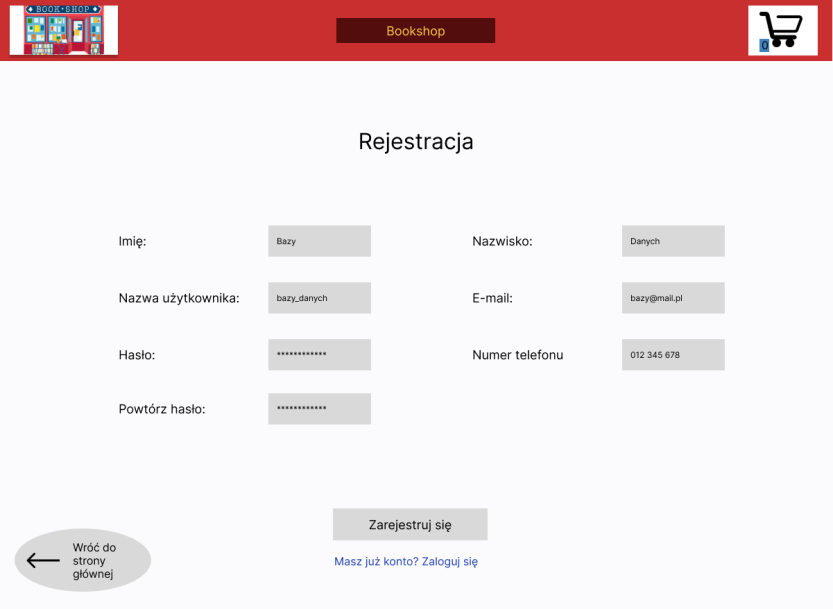 BOOK•SHOP
Bookshop
0
Rejestracja
Imię:
Bazy
Nazwisko:
Danych
Nazwa użytkownika:
bazy_danych
E-mail:
bazy@mail.pl
Hasło:
************
Numer telefonu
012 345 678
Powtórz hasło:
************
Zarejestruj się
Masz już konto? Zaloguj się
Wróć do
strony
głównej